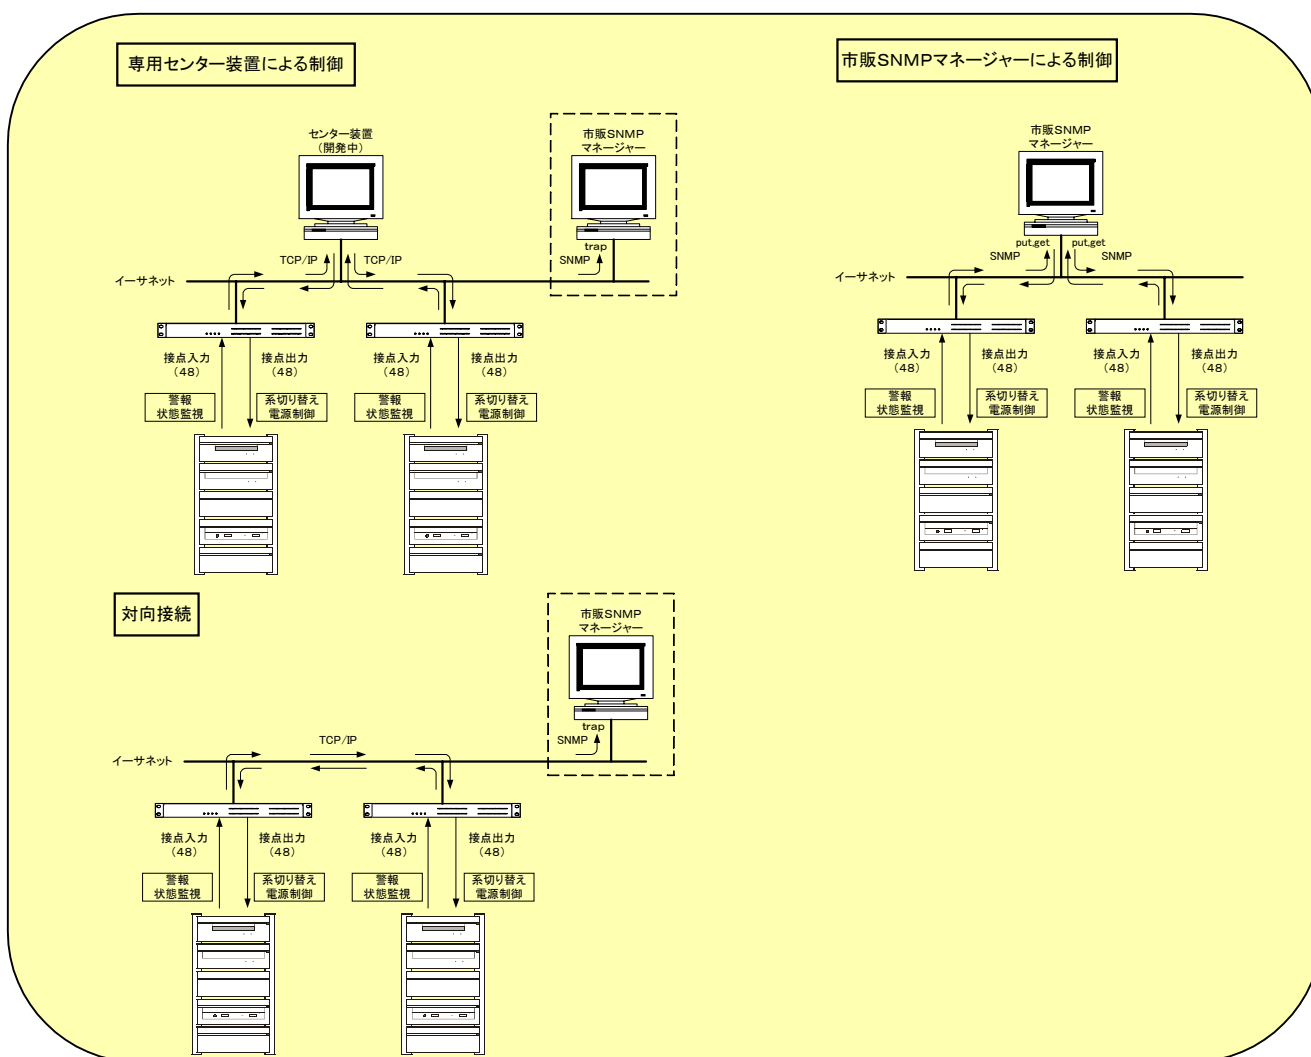 専用センター装置による制御
センター装置
(開発中)
市販SNMP
マネージャー
trap
SNMP
TCP/IP
TCP/IP
イーサネット
接点入力
(48)
接点出力
(48)
接点入力
(48)
接点出力
(48)
警報
状態監視
系切り替え
電源制御
警報
状態監視
系切り替え
電源制御
市販SNMPマネージャーによる制御
市販SNMP
マネージャー
put,get
put,get
SNMP
SNMP
イーサネット
接点入力
(48)
接点出力
(48)
接点入力
(48)
接点出力
(48)
警報
状態監視
系切り替え
電源制御
警報
状態監視
系切り替え
電源制御
対向接続
市販SNMP
マネージャー
trap
SNMP
TCP/IP
イーサネット
接点入力
(48)
接点出力
(48)
接点入力
(48)
接点出力
(48)
警報
状態監視
系切り替え
電源制御
警報
状態監視
系切り替え
電源制御